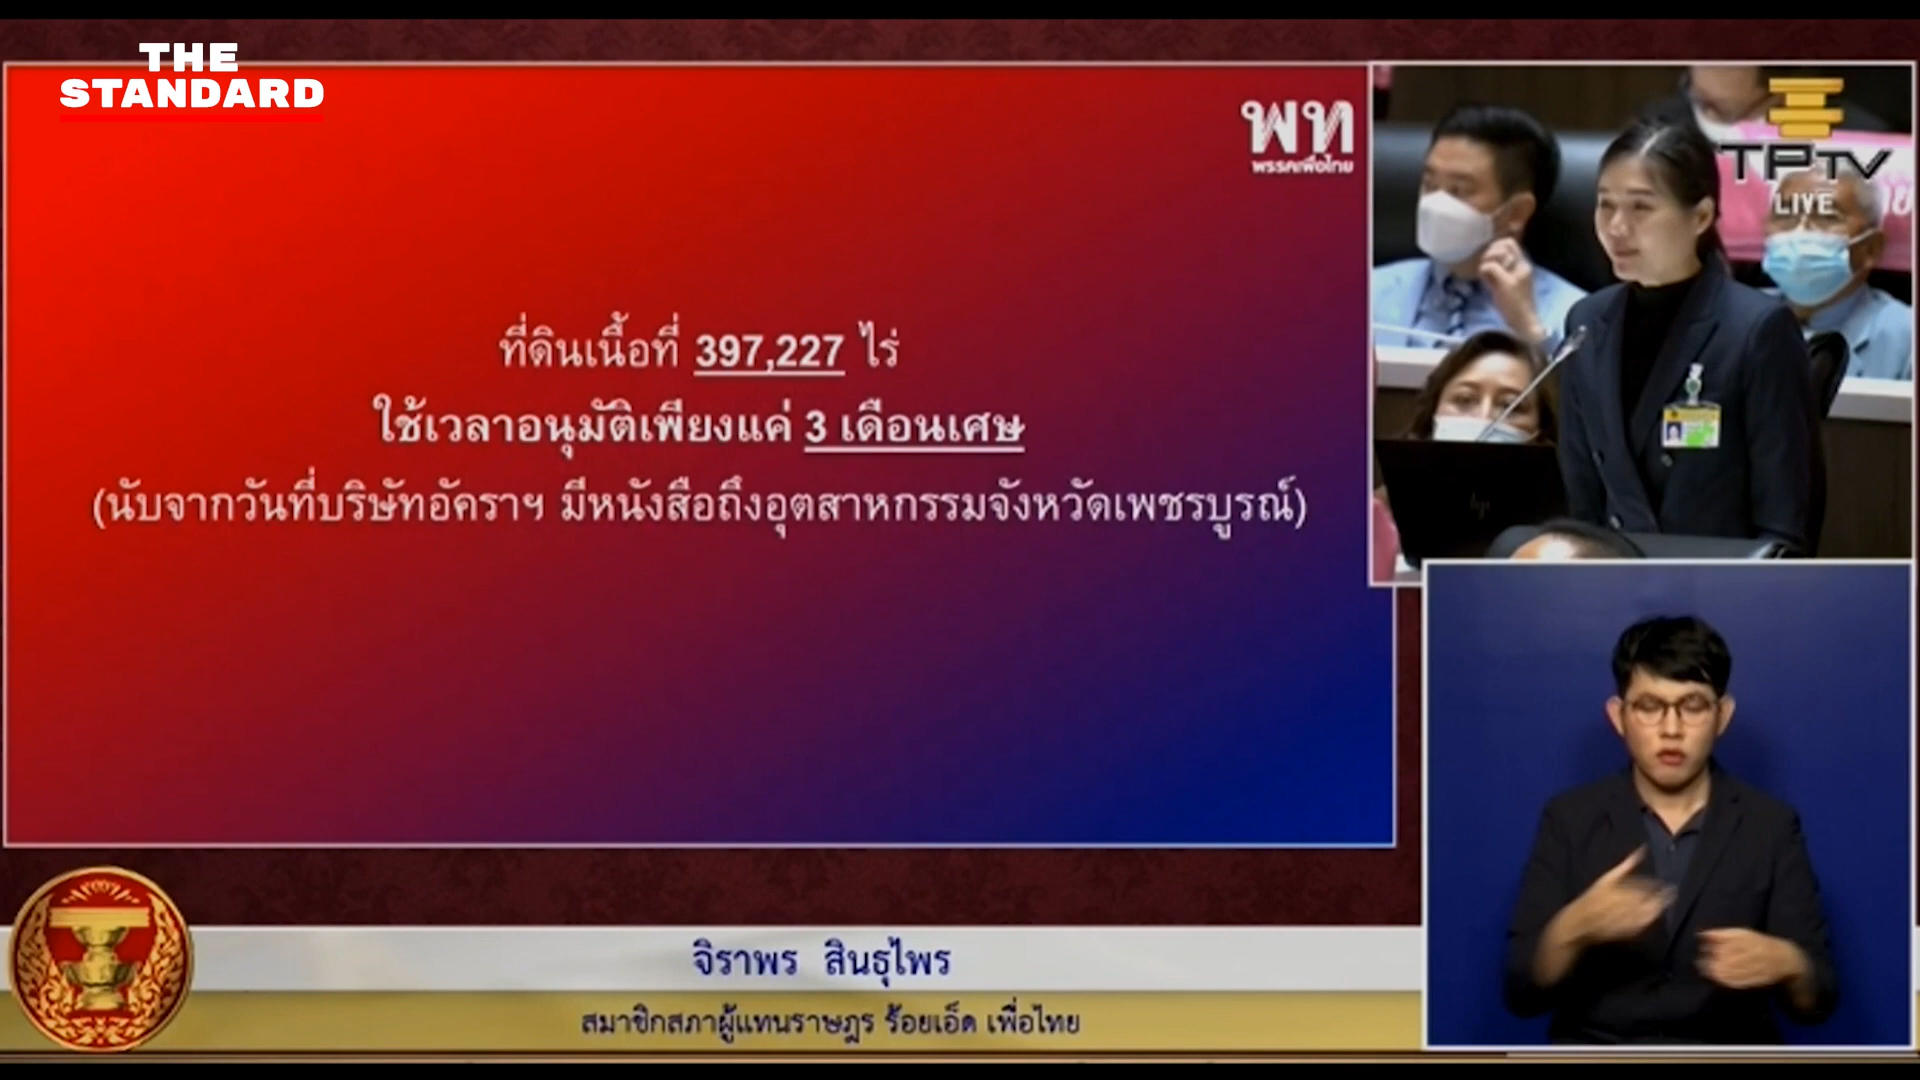 THE
STANDARD
พท
พรรคเพื่อไทย
ที่ดินเนื้อที่ 397,227 ไร่
ใช้เวลาอนุมัติเพียงแค่ 3 เดือนเศษ
(นับจากวันที่บริษัทอัคราฯ มีหนังสือถึงอุตสาหกรรมจังหวัดเพชรบูรณ์)
TPTV
LIVE
จิราพร สินธุไพร
สมาชิกสภาผู้แทนราษฎร ร้อยเอ็ด เพื่อไทย